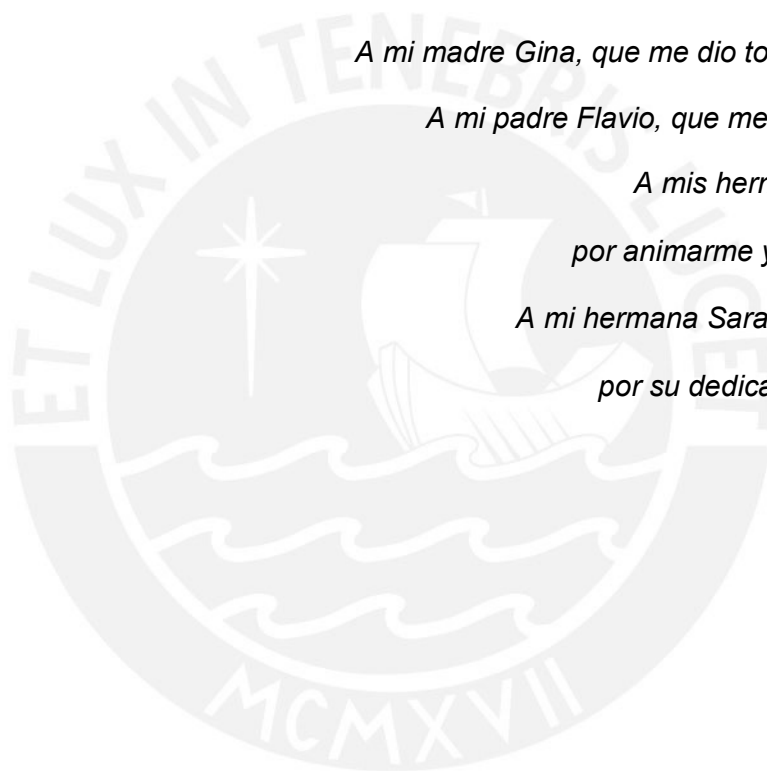 A mi madre Gina, que me dio
A mi padre Flavio, que me
A mis
por animarme
A mi hermana Sara
por su
ET LUX IN TENEBRIS LUCET
MCMXVII